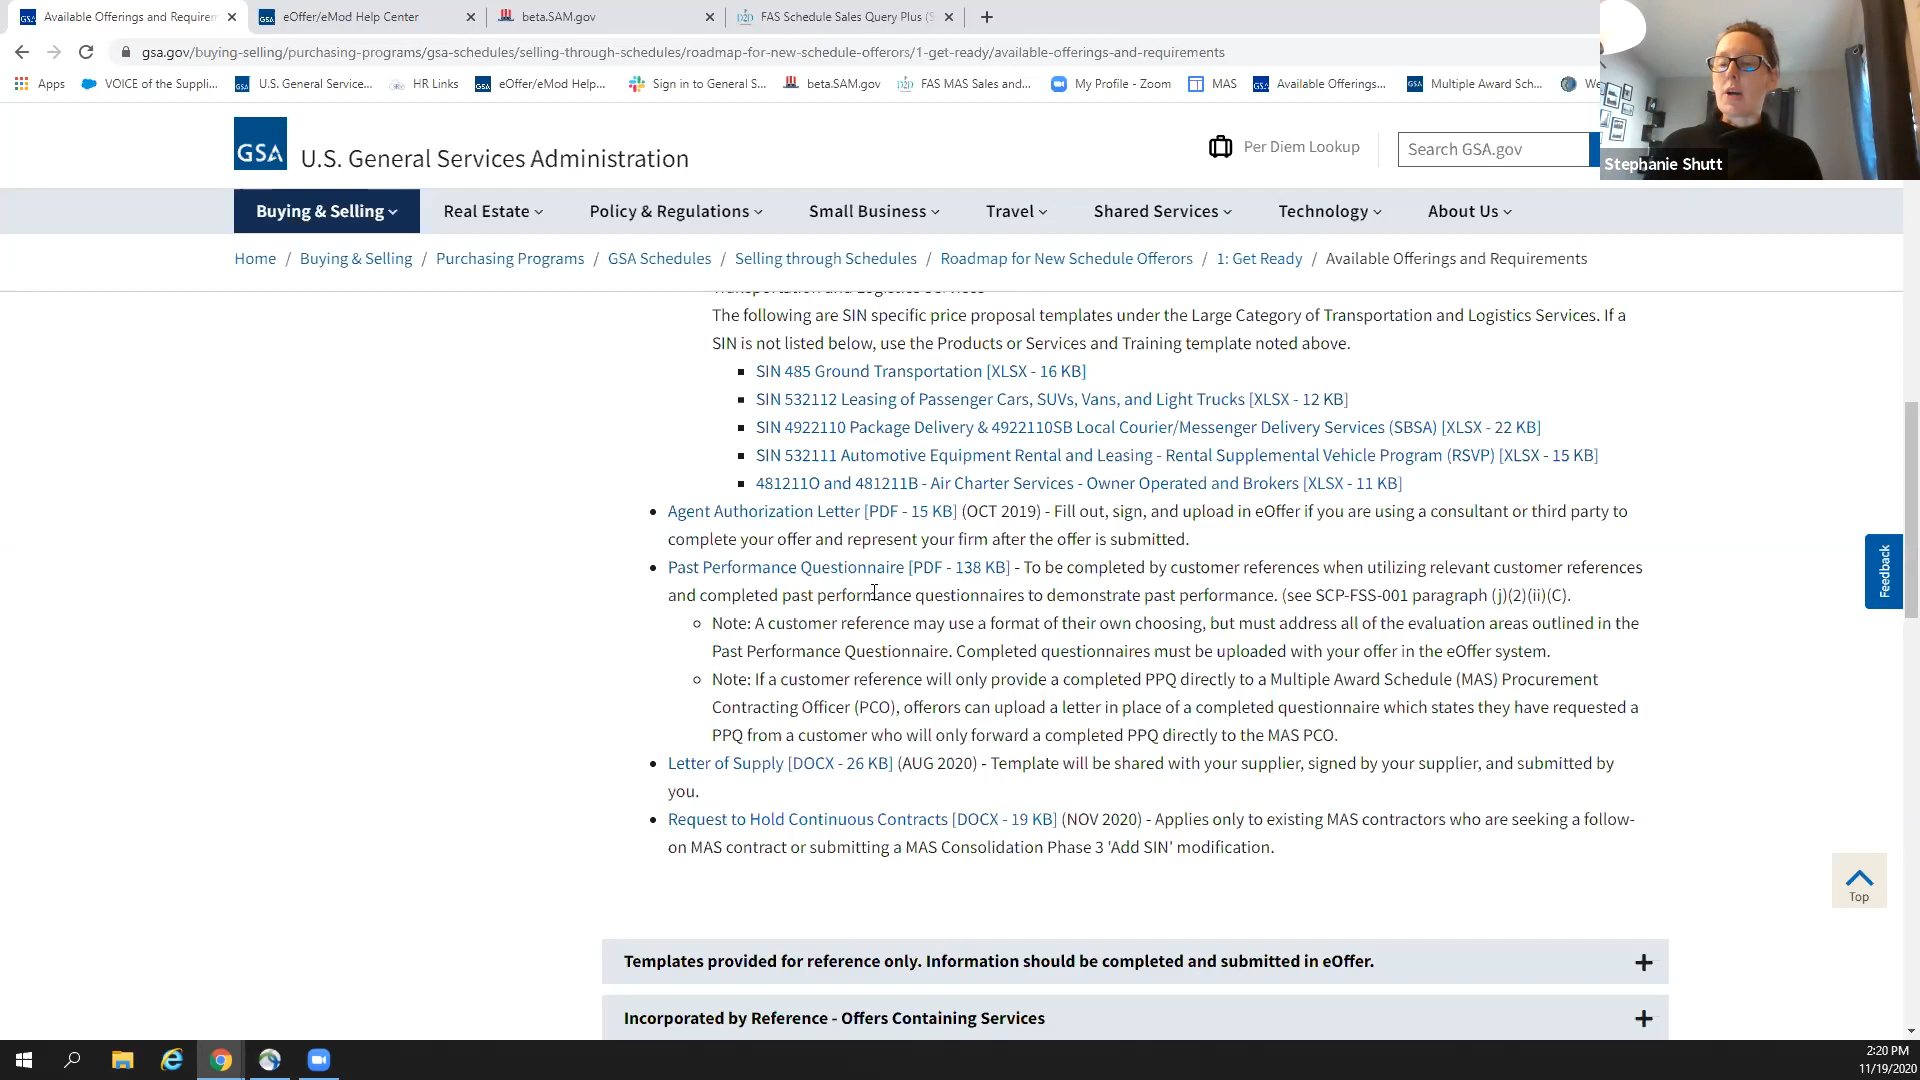 Available Offerings and Requiremen
eOffer/eMod Help Center
beta.SAM.gov
FAS Schedule Sales Query Plus (S
gsa.gov/buying-selling/purchasing-programs/gsa-schedules/selling-through-schedules/roadmap-for-new-schedule-offerors/1-get-ready/available-offerings-and-requirements
Apps
VOICE of the Suppli...
U.S. General Service...
HR Links
eOffer/eMod Help...
Sign in to General S...
beta.SAM.gov
FAS MAS Sales and...
My Profile - Zoom
MAS
Available Offerings...
Multiple Award Sch...
We
Stephanie Shutt
GSA
U.S. General Services Administration
Per Diem Lookup
Search GSA.gov
Buying & Selling
Real Estate
Policy & Regulations
Small Business
Travel
Shared Services
Technology
About Us
Home / Buying & Selling / Purchasing Programs / GSA Schedules / Selling through Schedules / Roadmap for New Schedule Offerors / 1: Get Ready / Available Offerings and Requirements
Transportation and Logistics Services
The following are SIN specific price proposal templates under the Large Category of Transportation and Logistics Services. If a
SIN is not listed below, use the Products or Services and Training template noted above.
SIN 485 Ground Transportation [XLSX - 16 KB]
SIN 532112 Leasing of Passenger Cars, SUVs, Vans, and Light Trucks [XLSX - 12 KB]
SIN 4922110 Package Delivery & 4922110SB Local Courier/Messenger Delivery Services (SBSA) [XLSX - 22 KB]
SIN 532111 Automotive Equipment Rental and Leasing - Rental Supplemental Vehicle Program (RSVP) [XLSX - 15 KB]
481211O and 481211B - Air Charter Services - Owner Operated and Brokers [XLSX - 11 KB]
Agent Authorization Letter [PDF - 15 KB] (OCT 2019) - Fill out, sign, and upload in eOffer if you are using a consultant or third party to
complete your offer and represent your firm after the offer is submitted.
Past Performance Questionnaire [PDF - 138 KB] - To be completed by customer references when utilizing relevant customer references
and completed past performance questionnaires to demonstrate past performance. (see SCP-FSS-001 paragraph (j)(2)(ii)(C).
Note: A customer reference may use a format of their own choosing, but must address all of the evaluation areas outlined in the
Past Performance Questionnaire. Completed questionnaires must be uploaded with your offer in the eOffer system.
Note: If a customer reference will only provide a completed PPQ directly to a Multiple Award Schedule (MAS) Procurement
Contracting Officer (PCO), offerors can upload a letter in place of a completed questionnaire which states they have requested a
PPQ from a customer who will only forward a completed PPQ directly to the MAS PCO.
Letter of Supply [DOCX - 26 KB] (AUG 2020) - Template will be shared with your supplier, signed by your supplier, and submitted by
you.
Request to Hold Continuous Contracts [DOCX - 19 KB] (NOV 2020) - Applies only to existing MAS contractors who are seeking a follow-
on MAS contract or submitting a MAS Consolidation Phase 3 'Add SIN' modification.
Feedback
Top
Templates provided for reference only. Information should be completed and submitted in eOffer.
Incorporated by Reference - Offers Containing Services
2:20 PM
11/19/2020